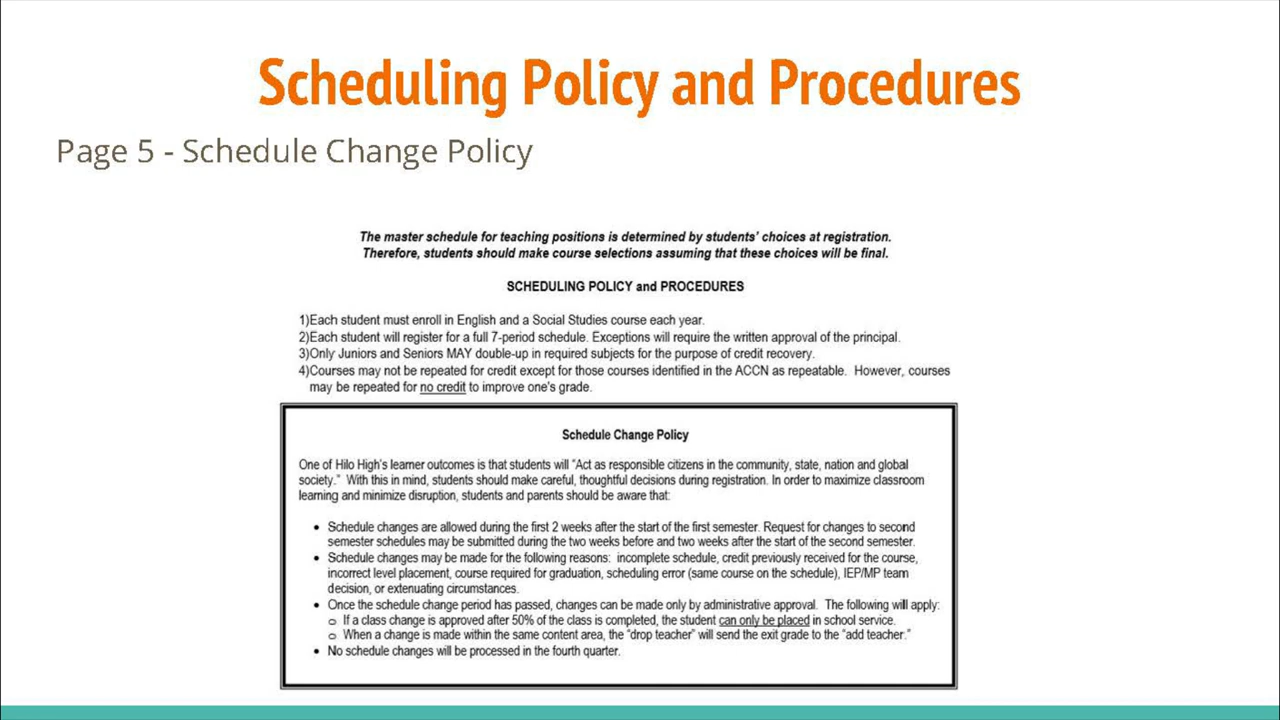 Scheduling Policy and Procedures
Page 5 - Schedule Change Policy
The master schedule for teaching positions is determined by students' choices at registration.
Therefore, students should make course selections assuming that these choices will be final.
SCHEDULING POLICY and PROCEDURES
1)Each student must enroll in English and a Social Studies course each year.
2)Each student will register for a full 7-period schedule. Exceptions will require the written approval of the principal.
3)Only Juniors and Seniors MAY double-up in required subjects for the purpose of credit recovery.
4)Courses may not be repeated for credit except for those courses identified in the ACCN as repeatable. However, courses
may be repeated for no credit to improve one's grade.
Schedule Change Policy
One of Hilo High's learner outcomes is that students will "Act as responsible citizens in the community, state, nation and global
society." With this in mind, students should make careful, thoughtful decisions during registration. In order to maximize classroom
learning and minimize disruption, students and parents should be aware that:
• Schedule changes are allowed during the first 2 weeks after the start of the first semester. Request for changes to second
semester schedules may be submitted during the two weeks before and two weeks after the start of the second semester.
• Schedule changes may be made for the following reasons: incomplete schedule, credit previously received for the course,
incorrect level placement, course required for graduation, scheduling error (same course on the schedule), IEP/MP team
decision, or extenuating circumstances.
• Once the schedule change period has passed, changes can be made only by administrative approval. The following will apply:
o If a class change is approved after 50% of the class is completed, the student can only be placed in school service.
o When a change is made within the same content area, the "drop teacher" will send the exit grade to the "add teacher."
• No schedule changes will be processed in the fourth quarter.